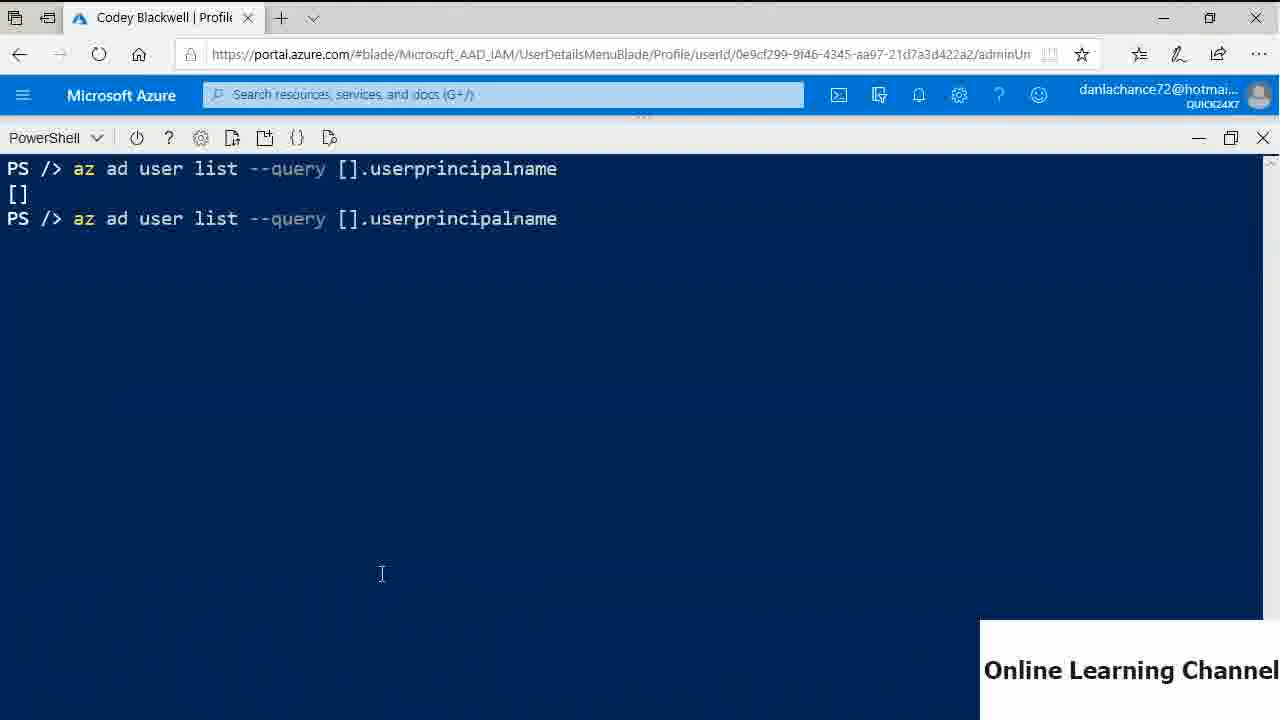 Codey Blackwell | Profile
https://portal.azure.com/#blade/Microsoft_AAD_IAM/UserDetailsMenuBlade/Profile/userId/0e9cf299-9f46-4345-aa97-21d7a3d422a2/adminUn
Microsoft Azure
Search resources, services, and docs (G+/)
danlachance72@hotmai...
QUICK24X7
PowerShell
PS /> az ad user list --query [].userprincipalname
[]
PS /> az ad user list --query [].userprincipalname
Online Learning Channel